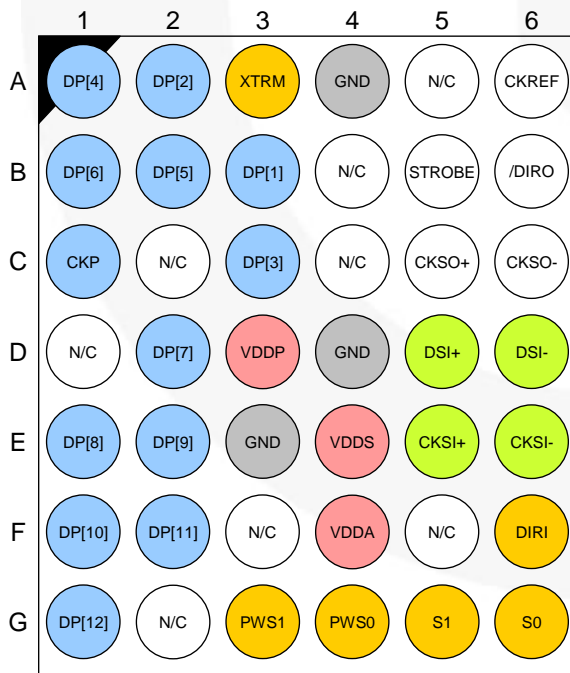 1 2 3 4 5 6
A DP[4] DP[2] XTRM GND N/C CKREF
B DP[6] DP[5] DP[1] N/C STROBE /DIRO
C CKP N/C DP[3] N/C CKSO+ CKSO-
D N/C DP[7] VDDP GND DSI+ DSI-
E DP[8] DP[9] GND VDDS CKSI+ CKSI-
F DP[10] DP[11] N/C VDDA N/C DIRI
G DP[12] N/C PWS1 PWS0 S1 S0